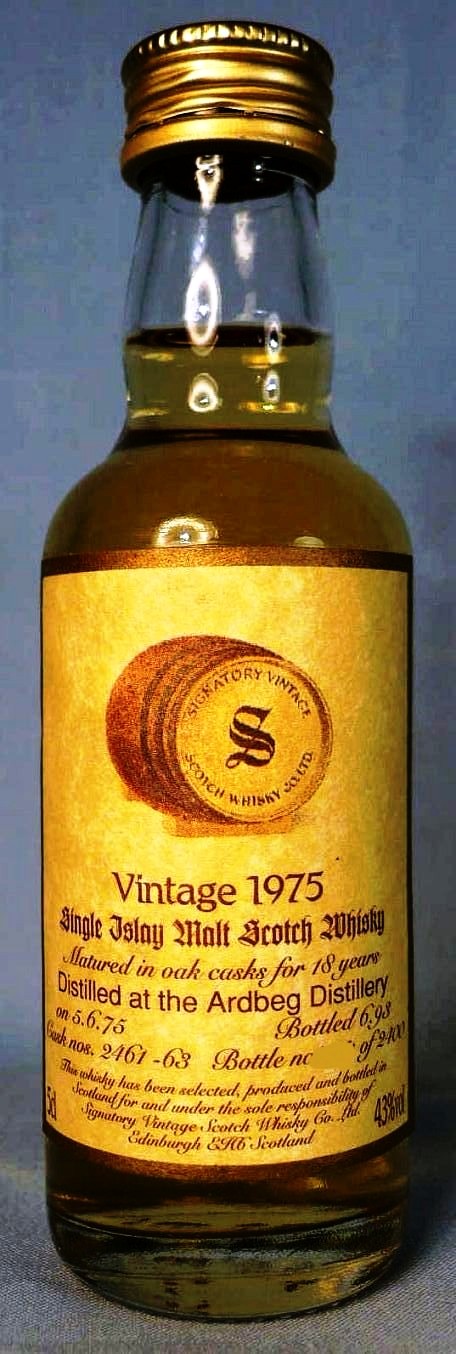 SIGNATORY VINTAGE
S
SCOTCH WHISKY CO. LTD.
Vintage 1975
Single Islay Malt Scotch Whisky
Matured in oak casks for 18 years
Distilled at the Ardbeg Distillery
on 5.6.75 Bottled 6.93
Cask nos. 2461 -63 Bottle no of 2400
This whisky has been selected, produced and bottled in
Scotland for and under the sole responsibility of
5cl Signatory Vintage Scotch Whisky Co. Ltd. 43%vol
Edinburgh EH6 Scotland